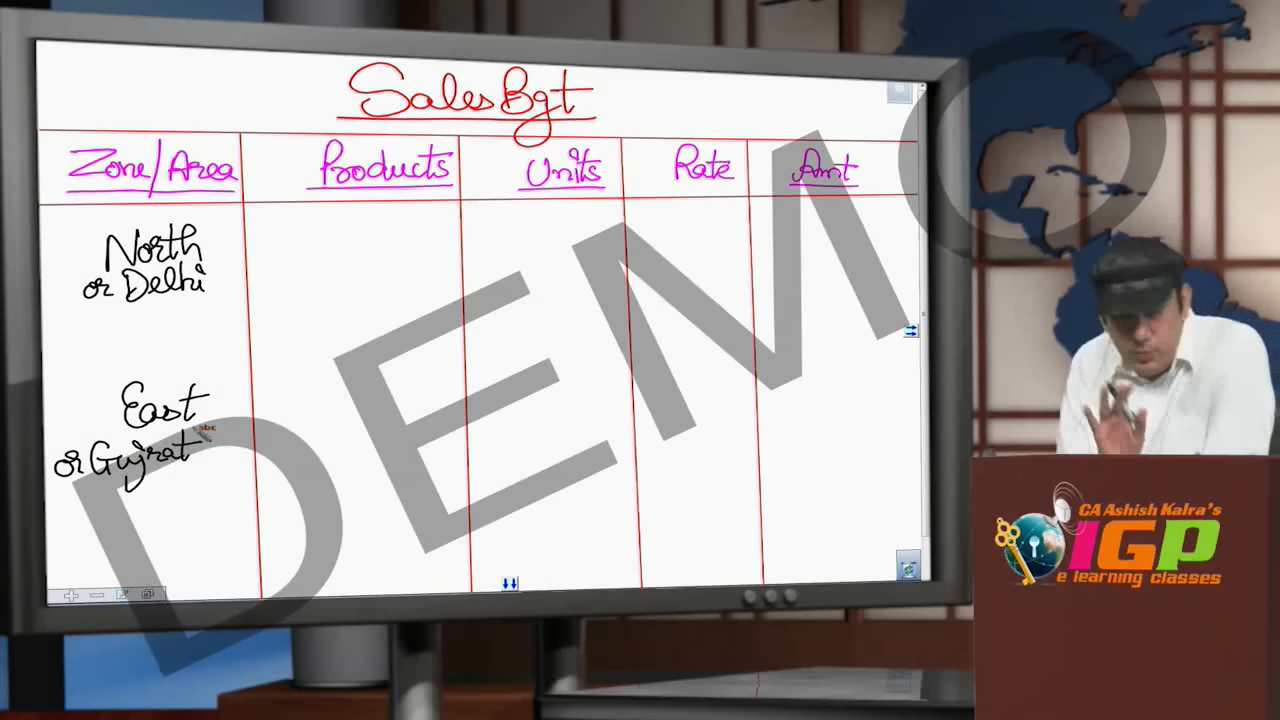 Sales Bgt
Zone/Area Products Units Rate Amt
North
or Delhi
East
or Gujrat
DEMO
CA Ashish Kalra's
IGP
e learning classes